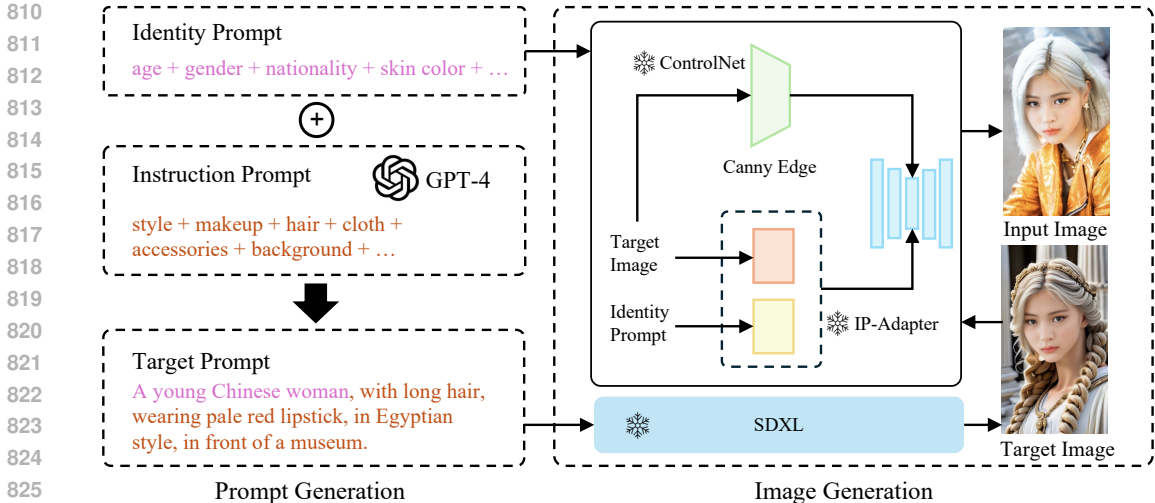 810
811
812
813
814
815
816
817
818
819
820
821
822
823
824
825
Identity Prompt
age + gender + nationality + skin color + …
+
Instruction Prompt
GPT-4
style + makeup + hair + cloth +
accessories + background + …
Target Prompt
A young Chinese woman, with long hair,
wearing pale red lipstick, in Egyptian
style, in front of a museum.
Prompt Generation
ControlNet
Canny Edge
Target
Image
Identity
Prompt
IP-Adapter
SDXL
Input Image
Target Image
Image Generation